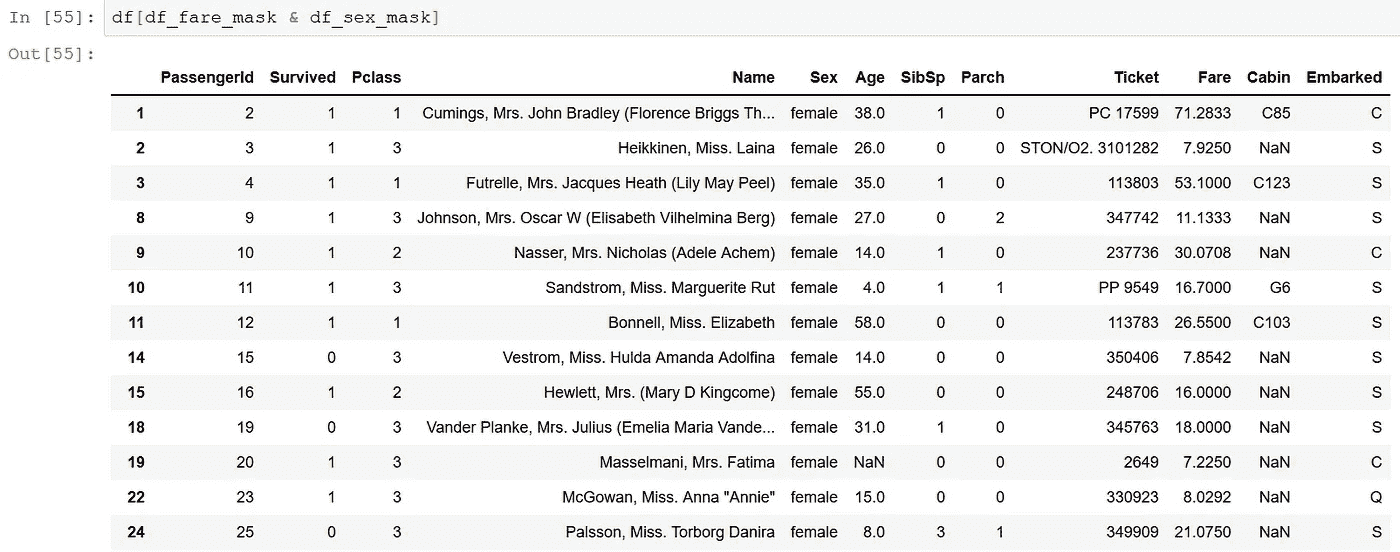 In [55]: df[df_fare_mask & df_sex_mask]
Out[55]:
PassengerId Survived Pclass Name Sex Age SibSp Parch Ticket Fare Cabin Embarked
1 2 1 1 Cumings, Mrs. John Bradley (Florence Briggs Th... female 38.0 1 0 PC 17599 71.2833 C85 C
2 3 1 3 Heikkinen, Miss. Laina female 26.0 0 0 STON/O2. 3101282 7.9250 NaN S
3 4 1 1 Futrelle, Mrs. Jacques Heath (Lily May Peel) female 35.0 1 0 113803 53.1000 C123 S
8 9 1 3 Johnson, Mrs. Oscar W (Elisabeth Vilhelmina Berg) female 27.0 0 2 347742 11.1333 NaN S
9 10 1 2 Nasser, Mrs. Nicholas (Adele Achem) female 14.0 1 0 237736 30.0708 NaN C
10 11 1 3 Sandstrom, Miss. Marguerite Rut female 4.0 1 1 PP 9549 16.7000 G6 S
11 12 1 1 Bonnell, Miss. Elizabeth female 58.0 0 0 113783 26.5500 C103 S
14 15 0 3 Vestrom, Miss. Hulda Amanda Adolfina female 14.0 0 0 350406 7.8542 NaN S
15 16 1 2 Hewlett, Mrs. (Mary D Kingcome) female 55.0 0 0 248706 16.0000 NaN S
18 19 0 3 Vander Planke, Mrs. Julius (Emelia Maria Vande... female 31.0 1 0 345763 18.0000 NaN S
19 20 1 3 Masselmani, Mrs. Fatima female NaN 0 0 2649 7.2250 NaN C
22 23 1 3 McGowan, Miss. Anna "Annie" female 15.0 0 0 330923 8.0292 NaN Q
24 25 0 3 Palsson, Miss. Torborg Danira female 8.0 3 1 349909 21.0750 NaN S